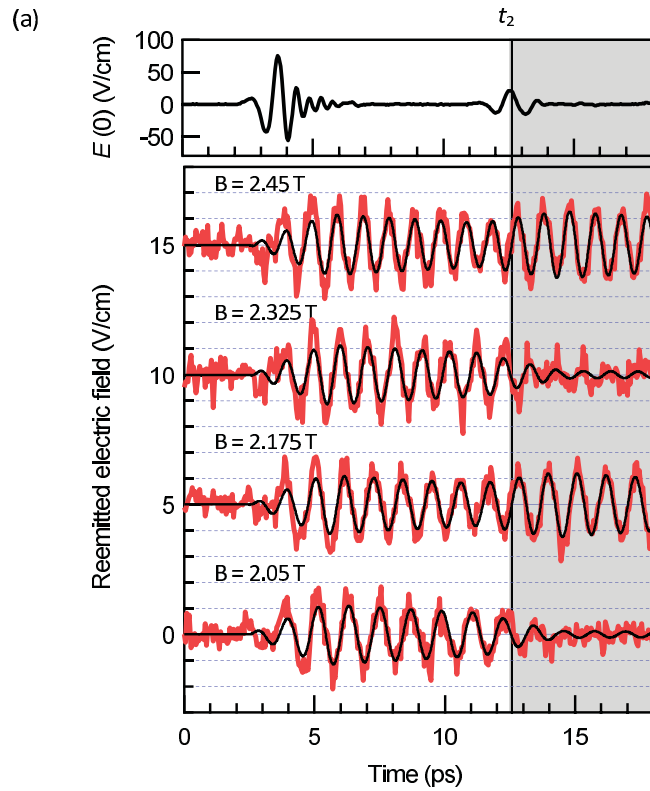 (a)
t2
100
50
0
-50
E (0) (V/cm)
B = 2.45 T
15
B = 2.325 T
10
B = 2.175 T
5
B = 2.05 T
0
Reemitted electric field (V/cm)
0 5 10 15
Time (ps)